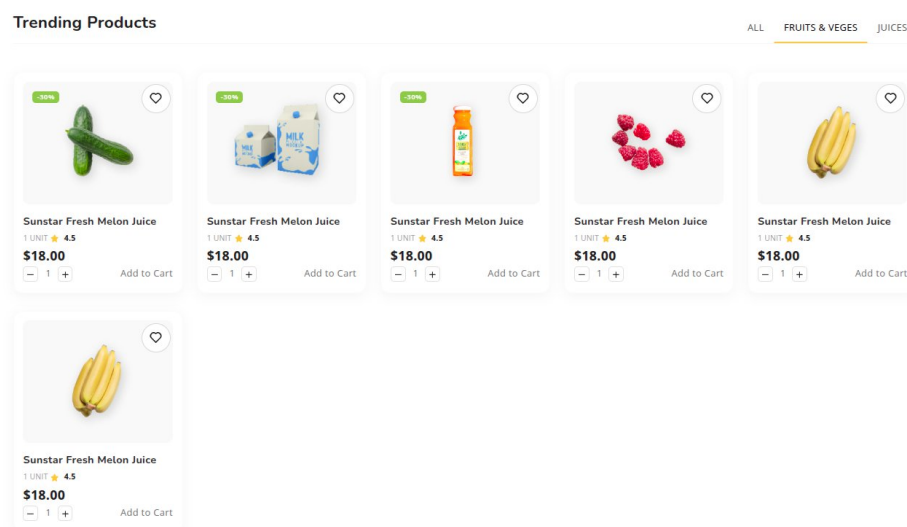 Trending Products
ALL FRUITS & VEGES JUICES
-30%
-30%
-30%
MILK
MILK
Sunstar Fresh Melon Juice
1 UNIT 4.5
$18.00
− 1 +
Add to Cart
Sunstar Fresh Melon Juice
1 UNIT 4.5
$18.00
− 1 +
Add to Cart
Sunstar Fresh Melon Juice
1 UNIT 4.5
$18.00
− 1 +
Add to Cart
Sunstar Fresh Melon Juice
1 UNIT 4.5
$18.00
− 1 +
Add to Cart
Sunstar Fresh Melon Juice
1 UNIT 4.5
$18.00
− 1 +
Add to Cart
Sunstar Fresh Melon Juice
1 UNIT 4.5
$18.00
− 1 +
Add to Cart